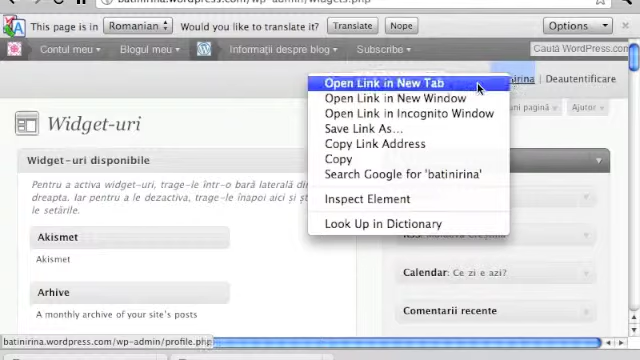 batinirina.wordpress.com/wp-admin/widgets.php
This page is in Romanian Would you like to translate it? Translate Nope Options
Contul meu Blogul meu Informații despre blog Subscribe Caută WordPress.com
irina | Deautentificare
Open Link in New Tab
Open Link in New Window
Open Link in Incognito Window
Save Link As...
Copy Link Address
Copy
Search Google for 'batinirina'
Inspect Element
Look Up in Dictionary
pagină Ajutor
Widget-uri
Widget-uri disponibile
Pentru a activa widget-uri, trage-le într-o bară laterală din
dreapta. Iar pentru a le dezactiva, trage-le înapoi aici și
le setările.
Akismet
Akismet
Arhive
A monthly archive of your site's posts
Calendar: Ce zi e azi?
Comentarii recente
batinirina.wordpress.com/wp-admin/profile.php